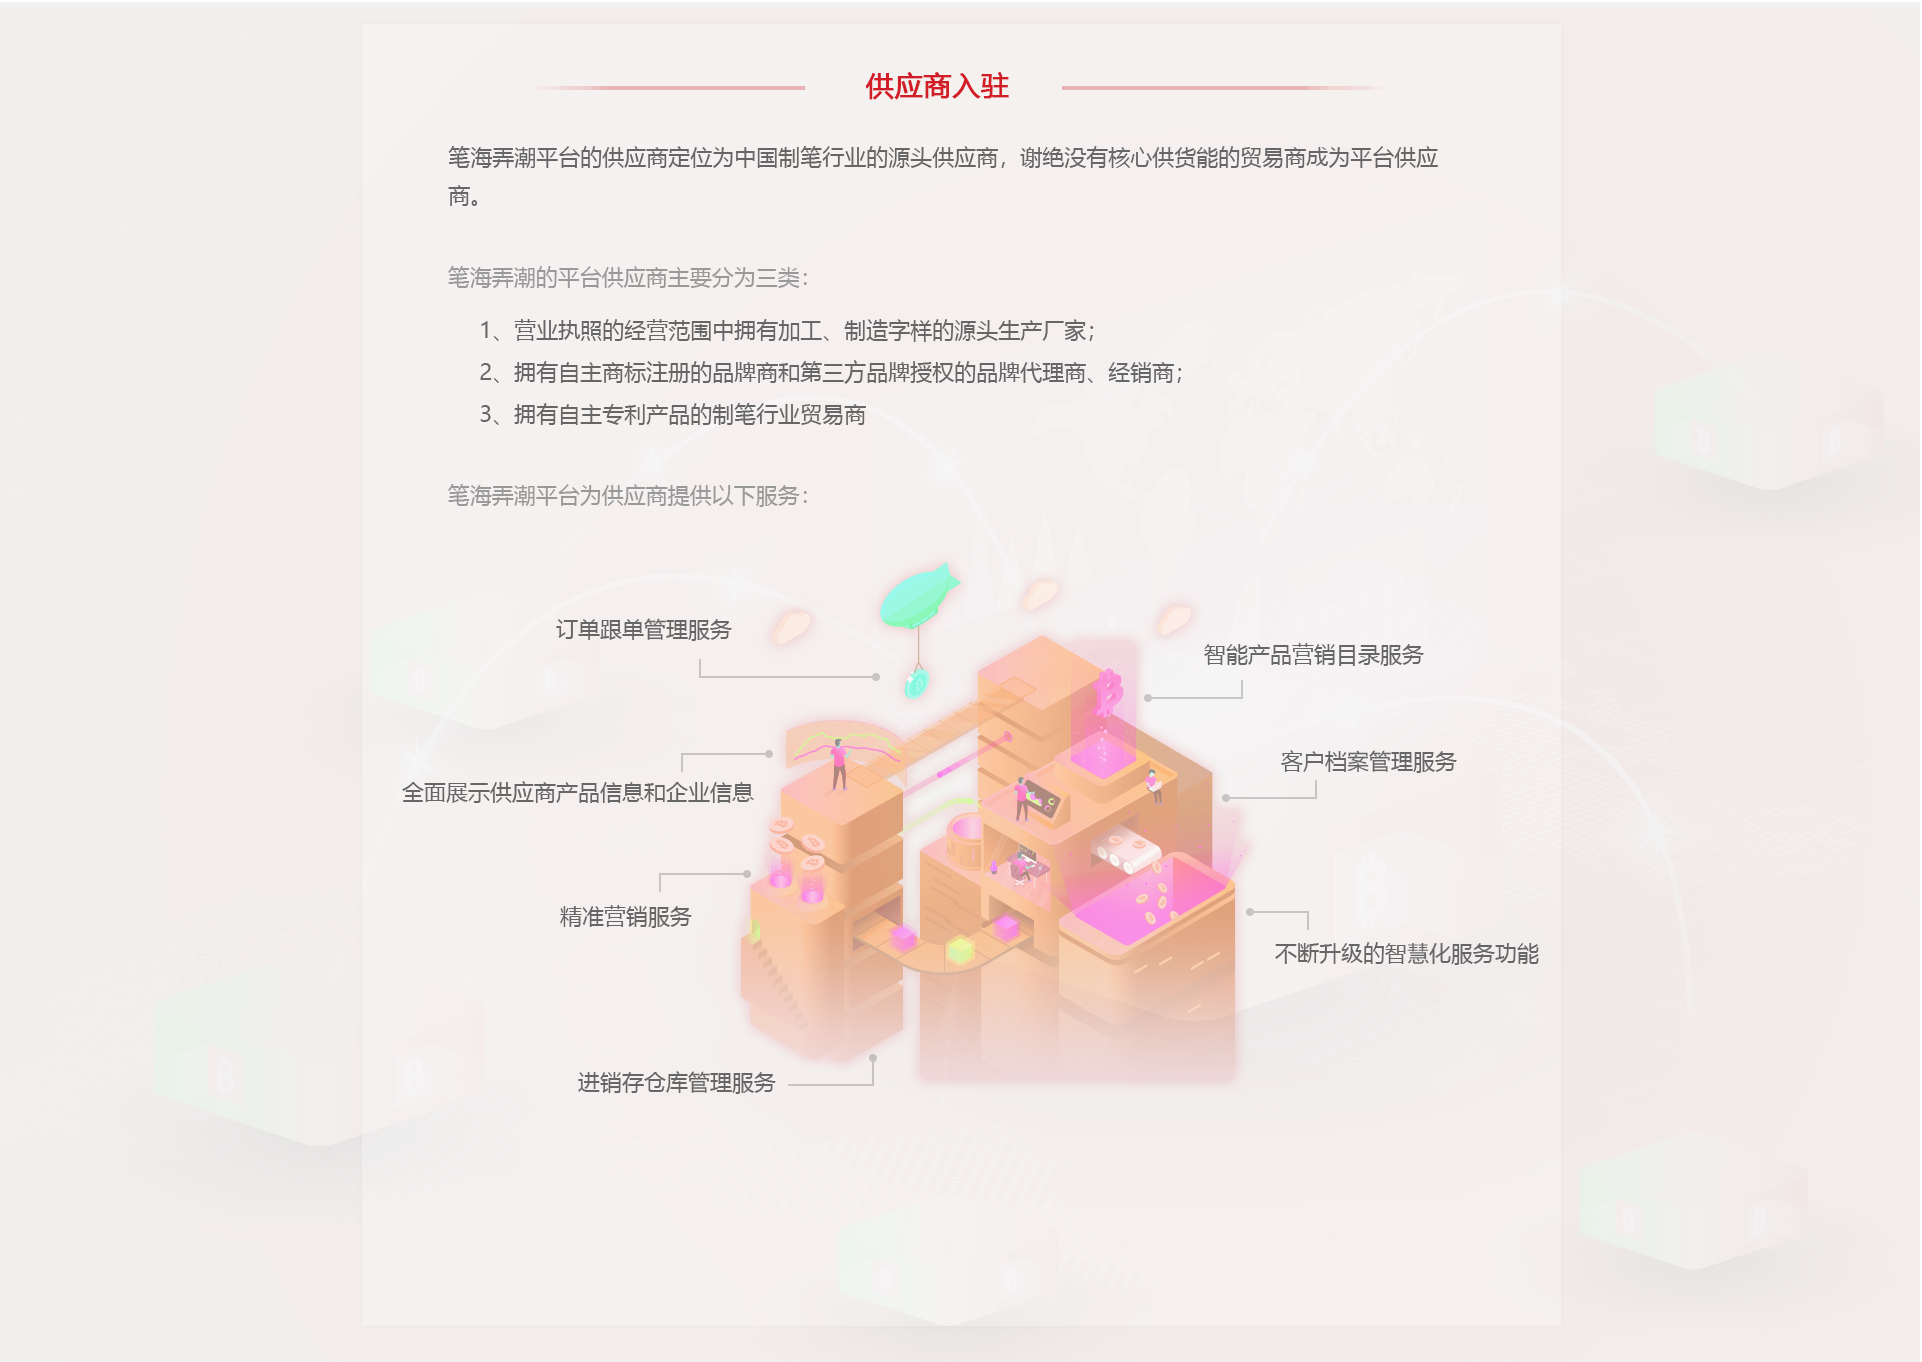 供应商入驻
笔海弄潮平台的供应商定位为中国制笔行业的源头供应商，谢绝没有核心供货能的贸易商成为平台供应
商。
笔海弄潮的平台供应商主要分为三类：
1、营业执照的经营范围中拥有加工、制造字样的源头生产厂家；
2、拥有自主商标注册的品牌商和第三方品牌授权的品牌代理商、经销商；
3、拥有自主专利产品的制笔行业贸易商
笔海弄潮平台为供应商提供以下服务：
订单跟单管理服务
智能产品营销目录服务
客户档案管理服务
全面展示供应商产品信息和企业信息
精准营销服务
不断升级的智慧化服务功能
进销存仓库管理服务